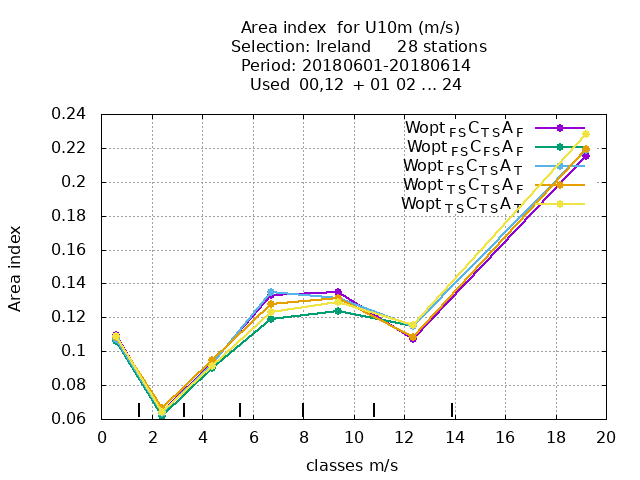 Area index  for U10m (m/s)
Selection: Ireland     28 stations
Period: 20180601-20180614
Used  00,12  + 01 02 ... 24
0.24
0.22
0.2
0.18
0.16
0.14
0.12
0.1
0.08
0.06
Area index
Wopt FS C TS A F
Wopt FS C FS A F
Wopt FS C TS A T
Wopt TS C TS A F
Wopt TS C TS A T
0 2 4 6 8 10 12 14 16 18 20
classes m/s